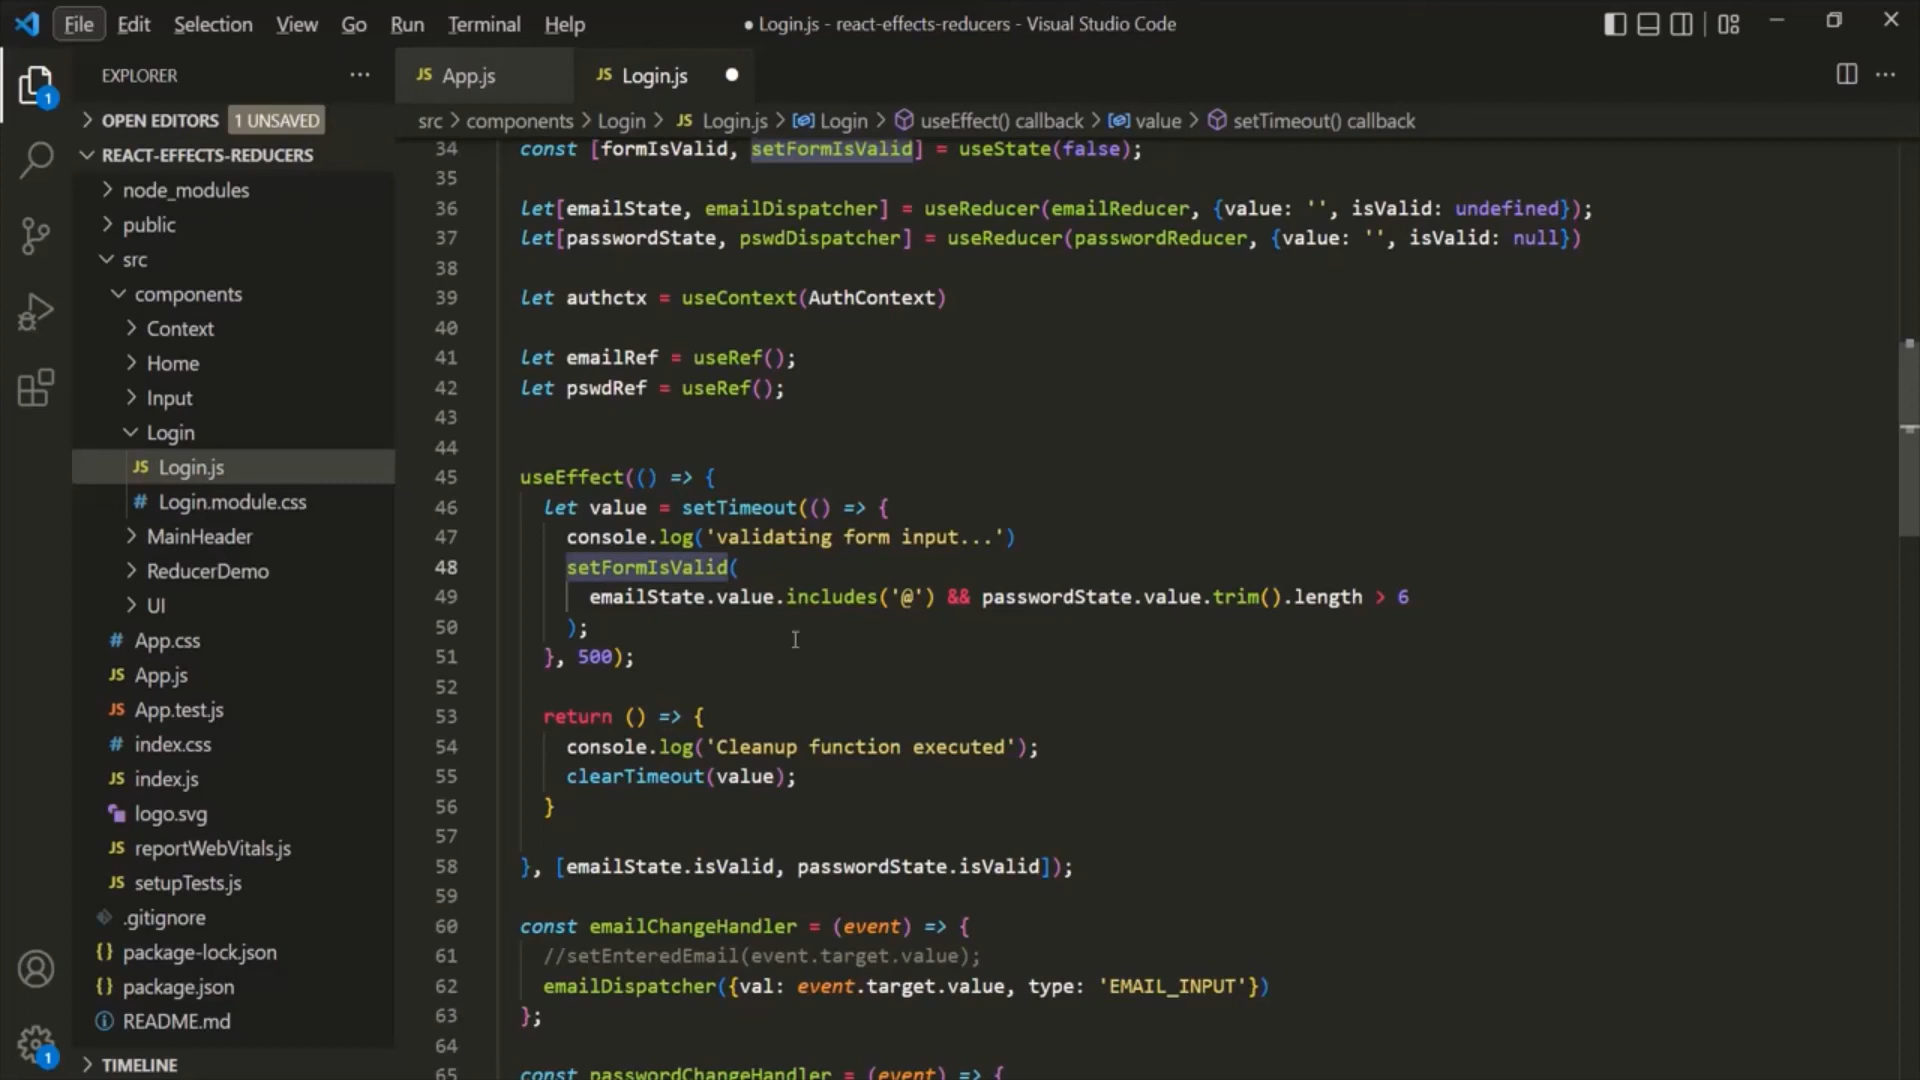 File Edit Selection View Go Run Terminal Help
● Login.js - react-effects-reducers - Visual Studio Code
EXPLORER
OPEN EDITORS 1 UNSAVED
REACT-EFFECTS-REDUCERS
node_modules
public
src
components
Context
Home
Input
Login
JS Login.js
# Login.module.css
MainHeader
ReducerDemo
UI
# App.css
JS App.js
JS App.test.js
# index.css
JS index.js
logo.svg
JS reportWebVitals.js
JS setupTests.js
.gitignore
{} package-lock.json
{} package.json
README.md
TIMELINE
1
1
JS App.js
JS Login.js
src > components > Login > JS Login.js > Login > useEffect() callback > value > setTimeout() callback
34 const [formIsValid, setFormIsValid] = useState(false);
35
36 let[emailState, emailDispatcher] = useReducer(emailReducer, {value: '', isValid: undefined});
37 let[passwordState, pswdDispatcher] = useReducer(passwordReducer, {value: '', isValid: null})
38
39 let authctx = useContext(AuthContext)
40
41 let emailRef = useRef();
42 let pswdRef = useRef();
43
44
45 useEffect(() => {
46 let value = setTimeout(() => {
47 console.log('validating form input...')
48 setFormIsValid(
49 emailState.value.includes('@') && passwordState.value.trim().length > 6
50 );
51 }, 500);
52
53 return () => {
54 console.log('Cleanup function executed');
55 clearTimeout(value);
56 }
57
58 }, [emailState.isValid, passwordState.isValid]);
59
60 const emailChangeHandler = (event) => {
61 //setEnteredEmail(event.target.value);
62 emailDispatcher({val: event.target.value, type: 'EMAIL_INPUT'})
63 };
64
65 const passwordChangeHandler = (event) => {